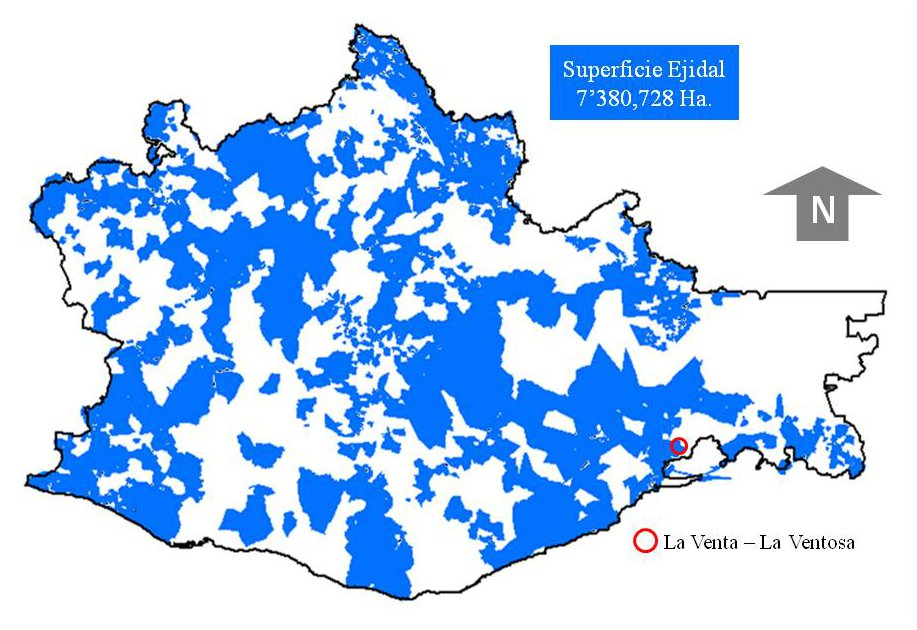 Superficie Ejidal
7’380,728 Ha.
N
La Venta – La Ventosa